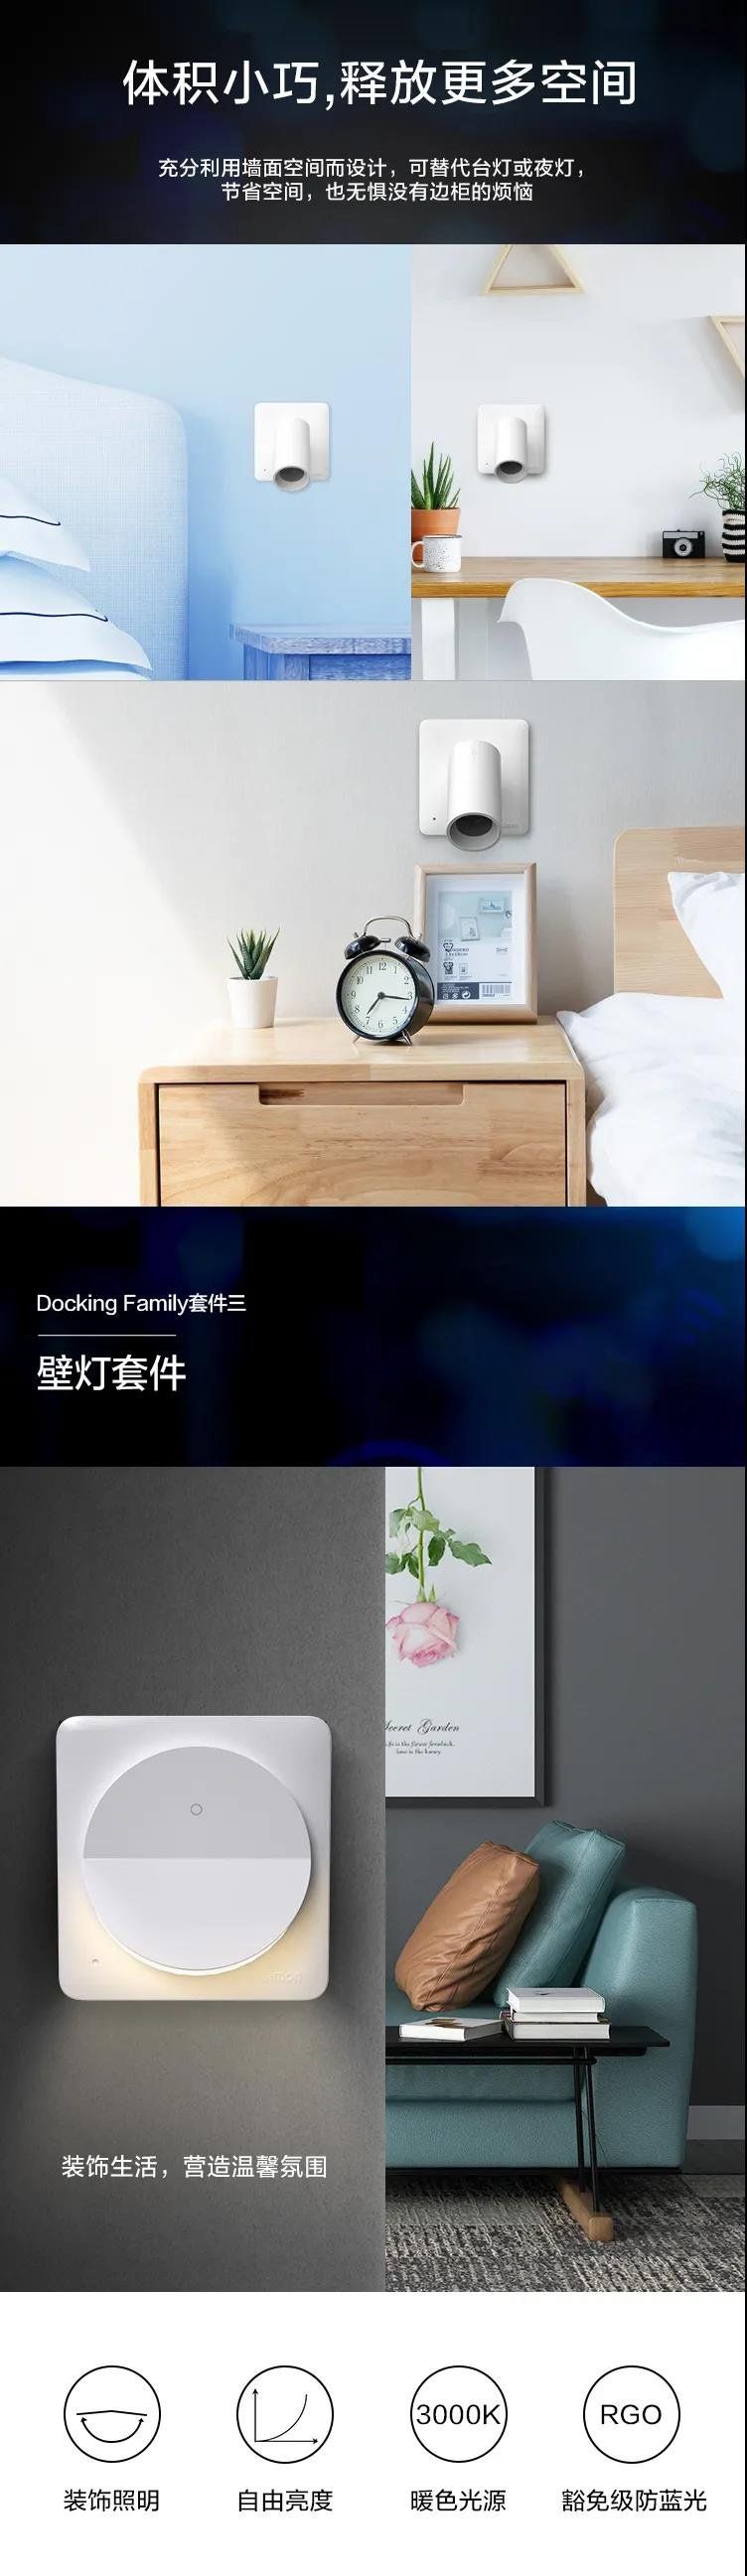 体积小巧,释放更多空间
充分利用墙面空间而设计，可替代台灯或夜灯，
节省空间，也无惧没有边柜的烦恼
Docking Family套件三
壁灯套件
Secret Garden
装饰生活，营造温馨氛围
3000K
RGO
装饰照明
自由亮度
暖色光源
豁免级防蓝光